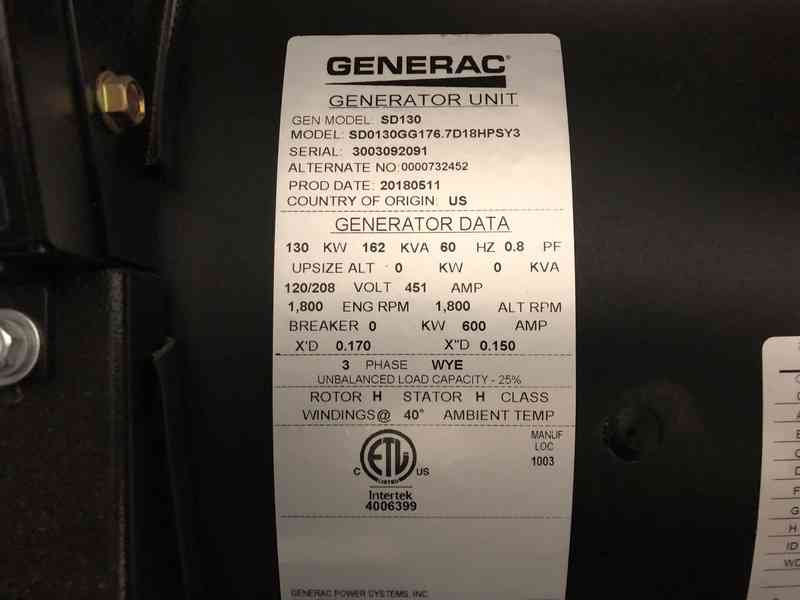 GENERAC®
GENERATOR UNIT
GEN MODEL: SD130
MODEL: SD0130GG176.7D18HPSY3
SERIAL: 3003092091
ALTERNATE NO:0000732452
PROD DATE: 20180511
COUNTRY OF ORIGIN: US
GENERATOR DATA
130 KW 162 KVA 60 HZ 0.8 PF
UPSIZE ALT 0 KW 0 KVA
120/208 VOLT 451 AMP
1,800 ENG RPM 1,800 ALT RPM
BREAKER 0 KW 600 AMP
X'D 0.170 X"D 0.150
3 PHASE WYE
UNBALANCED LOAD CAPACITY - 25%
ROTOR H STATOR H CLASS
WINDINGS@ 40° AMBIENT TEMP
MANUF
LOC
1003
C ETL US
LISTED
Intertek
4006399
GENERAC POWER SYSTEMS, INC.
F
G
H
ID